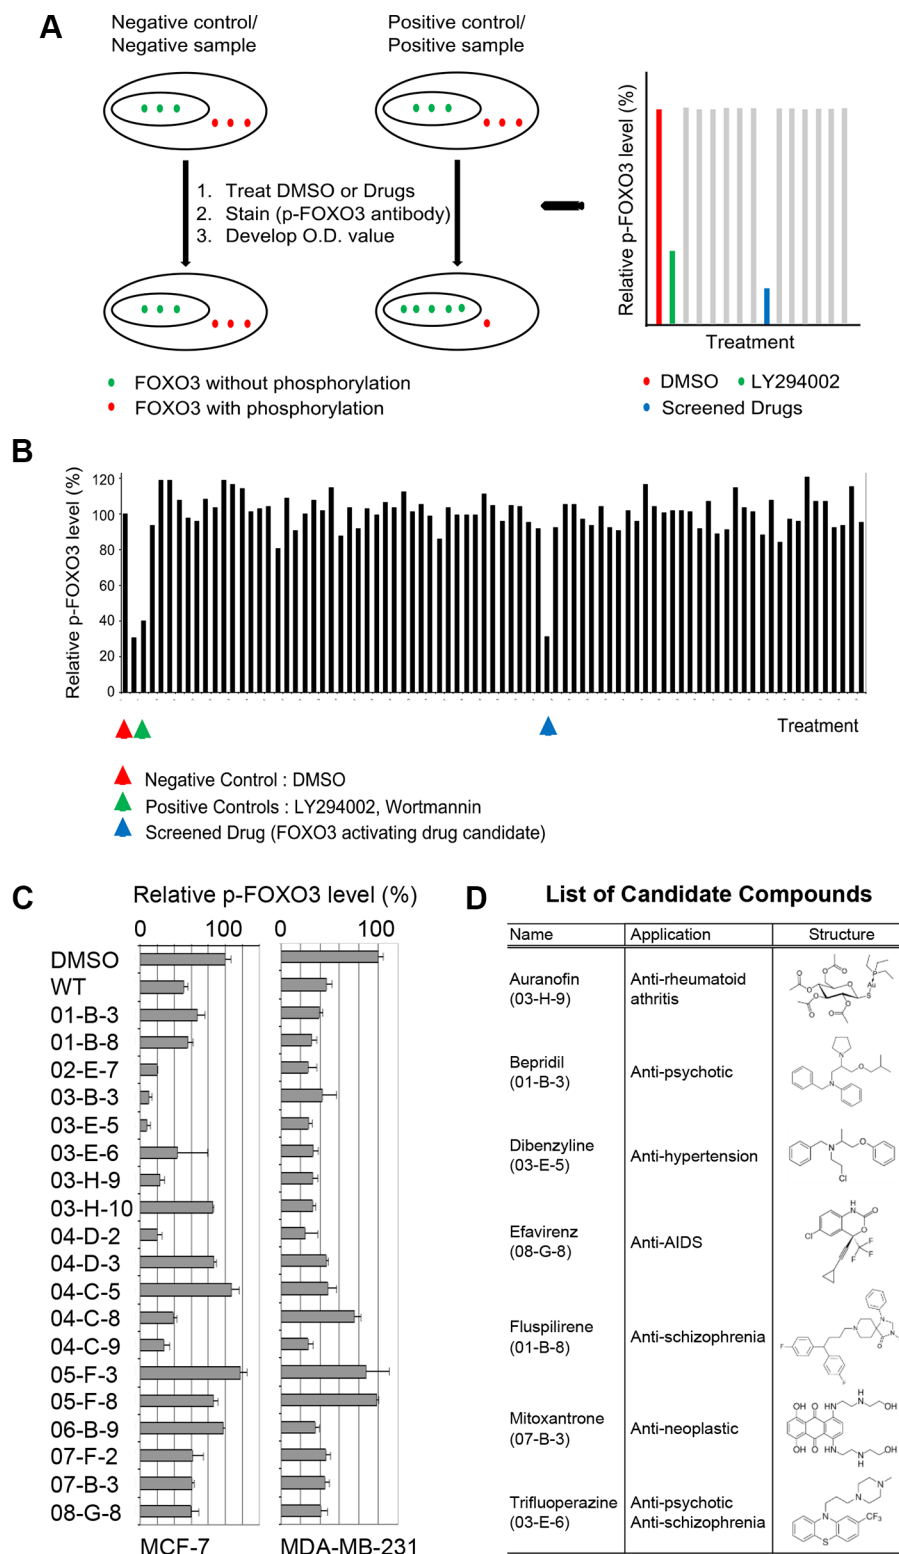 A
Negative control/
Negative sample
Positive control/
Positive sample
1. Treat DMSO or Drugs
2. Stain (p-FOXO3 antibody)
3. Develop O.D. value
FOXO3 without phosphorylation
FOXO3 with phosphorylation
Relative p-FOXO3 level (%)
Treatment
DMSO LY294002
Screened Drugs
B
Relative p-FOXO3 level (%)
120
100
80
60
40
20
0
Treatment
Negative Control : DMSO
Positive Controls : LY294002, Wortmannin
Screened Drug (FOXO3 activating drug candidate)
C
Relative p-FOXO3 level (%)
0 100 0 100
DMSO
WT
01-B-3
01-B-8
02-E-7
03-B-3
03-E-5
03-E-6
03-H-9
03-H-10
04-D-2
04-D-3
04-C-5
04-C-8
04-C-9
05-F-3
05-F-8
06-B-9
07-F-2
07-B-3
08-G-8
MCF-7 MDA-MB-231
D
List of Candidate Compounds
Name Application Structure
Auranofin Anti-rheumatoid
(03-H-9) athritis
Bepridil
(01-B-3)
Anti-psychotic
Dibenzyline
(03-E-5)
Anti-hypertension
Efavirenz
(08-G-8)
Anti-AIDS
Fluspilirene
(01-B-8)
Anti-schizophrenia
Mitoxantrone
(07-B-3)
Anti-neoplastic
Trifluoperazine Anti-psychotic
(03-E-6) Anti-schizophrenia